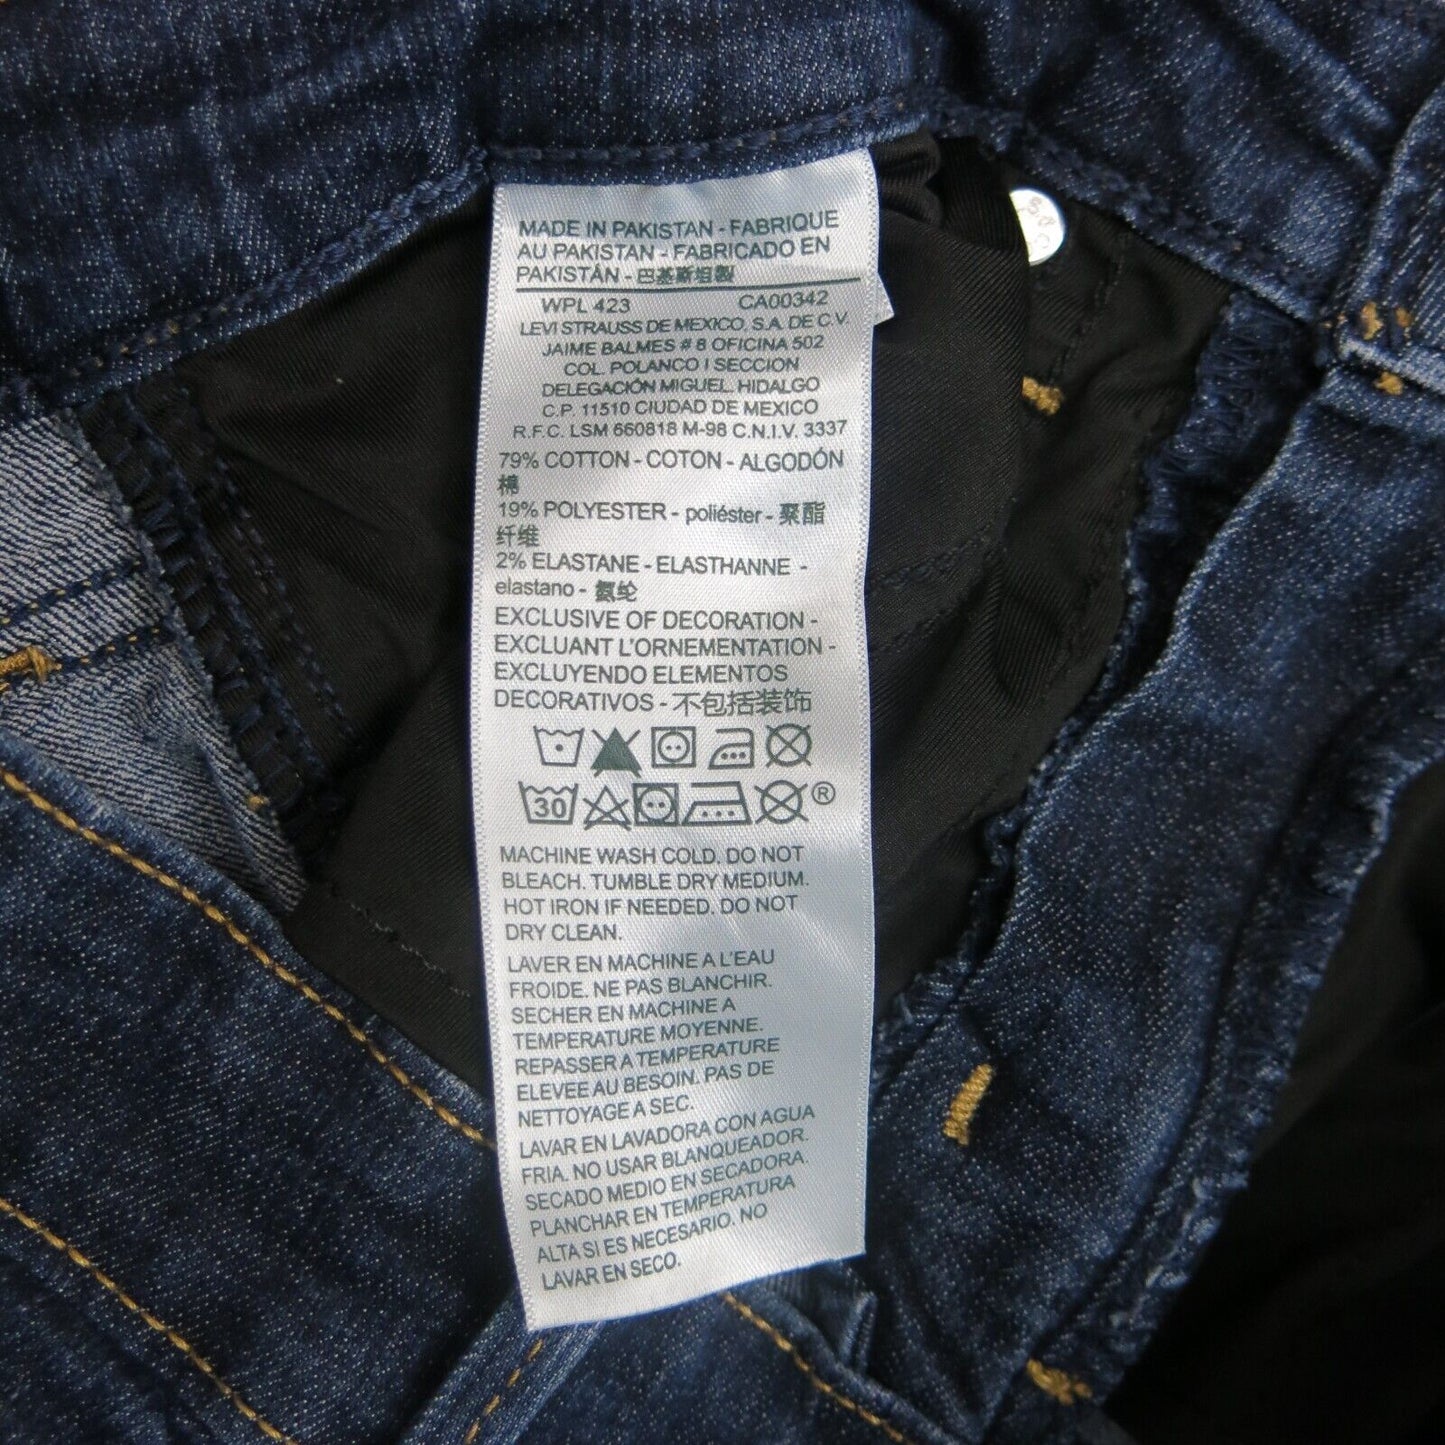 MADE IN PAKISTAN - FABRIQUE
AU PAKISTAN - FABRICADO EN
PAKISTÁN - 巴基斯坦製
WPL 423 CA00342
LEVI STRAUSS DE MEXICO, S.A. DE C.V.
JAIME BALMES # 8 OFICINA 502
COL. POLANCO I SECCION
DELEGACIÓN MIGUEL HIDALGO
C.P. 11510 CIUDAD DE MEXICO
R.F.C. LSM 660818 M-98 C.N.I.V. 3337
79% COTTON - COTON - ALGODÓN
棉
19% POLYESTER - poliéster - 聚酯
纤维
2% ELASTANE - ELASTHANNE -
elastano - 氨纶
EXCLUSIVE OF DECORATION -
EXCLUANT L'ORNEMENTATION -
EXCLUYENDO ELEMENTOS
DECORATIVOS - 不包括装饰
30 ®
MACHINE WASH COLD. DO NOT
BLEACH. TUMBLE DRY MEDIUM.
HOT IRON IF NEEDED. DO NOT
DRY CLEAN.
LAVER EN MACHINE A L'EAU
FROIDE. NE PAS BLANCHIR.
SECHER EN MACHINE A
TEMPERATURE MOYENNE.
REPASSER A TEMPERATURE
ELEVEE AU BESOIN. PAS DE
NETTOYAGE A SEC.
LAVAR EN LAVADORA CON AGUA
FRIA. NO USAR BLANQUEADOR.
SECADO MEDIO EN SECADORA.
PLANCHAR EN TEMPERATURA
ALTA SI ES NECESARIO. NO
LAVAR EN SECO.